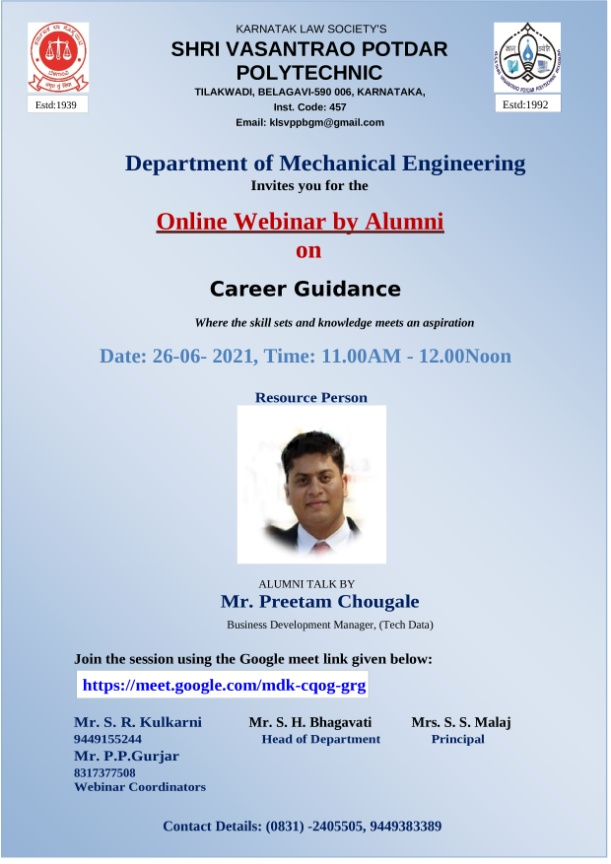 KARNATAK LAW SOCIETY'S
SHRI VASANTRAO POTDAR
POLYTECHNIC
TILAKWADI, BELAGAVI-590 006, KARNATAKA,
Inst. Code: 457
Email: klsvppbgm@gmail.com
Estd:1939
Estd:1992
Department of Mechanical Engineering
Invites you for the
Online Webinar by Alumni
on
Career Guidance
Where the skill sets and knowledge meets an aspiration
Date: 26-06- 2021, Time: 11.00AM - 12.00Noon
Resource Person
ALUMNI TALK BY
Mr. Preetam Chougale
Business Development Manager, (Tech Data)
Join the session using the Google meet link given below:
https://meet.google.com/mdk-cqog-grg
Mr. S. R. Kulkarni Mr. S. H. Bhagavati Mrs. S. S. Malaj
9449155244 Head of Department Principal
Mr. P.P.Gurjar
8317377508
Webinar Coordinators
Contact Details: (0831) -2405505, 9449383389